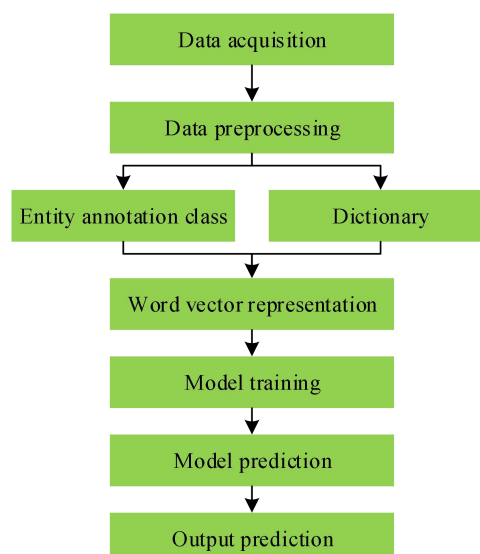 Data acquisition
Data preprocessing
Entity annotation class
Dictionary
Word vector representation
Model training
Model prediction
Output prediction